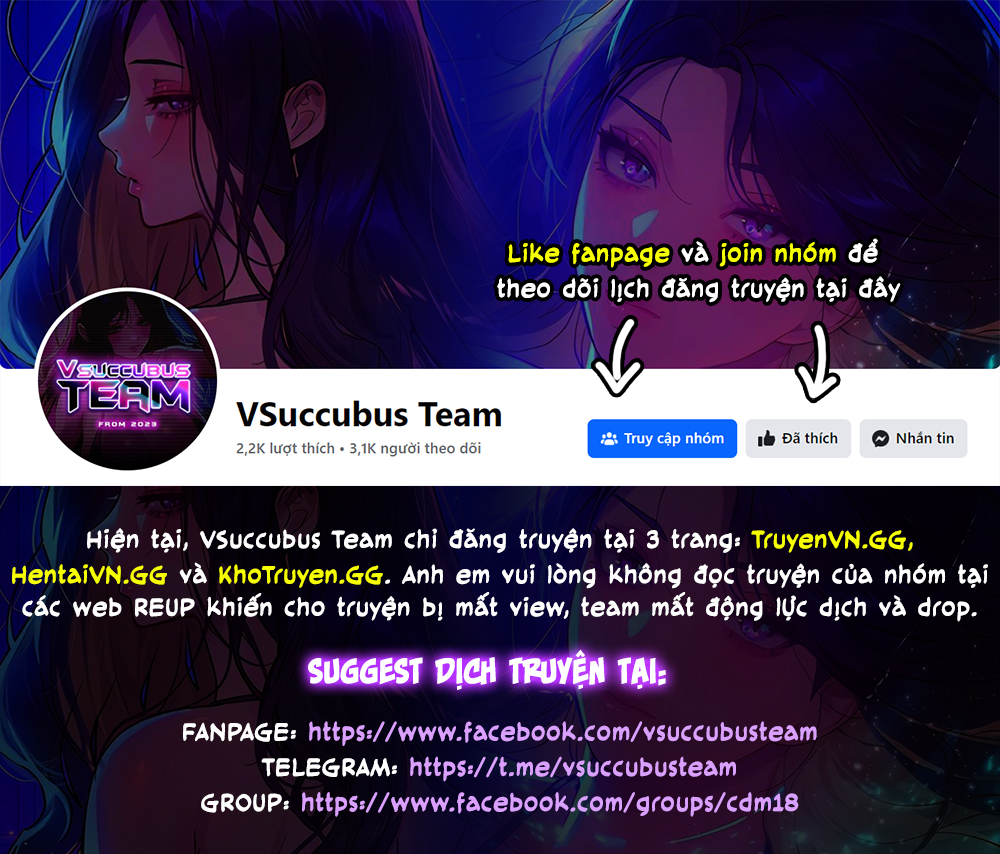 Like fanpage và join nhóm để
theo dõi lịch đăng truyện tại đây
VSUCCUBUS
TEAM
FROM 2023
VSuccubus Team
2,2K lượt thích • 3,1K người theo dõi
Truy cập nhóm
Đã thích
Nhắn tin
Hiện tại, VSuccubus Team chỉ đăng truyện tại 3 trang: TruyenVN.GG,
HentaiVN.GG và KhoTruyen.GG. Anh em vui lòng không đọc truyện của nhóm tại
các web REUP khiến cho truyện bị mất view, team mất động lực dịch và drop.
SUGGEST DỊCH TRUYỆN TẠI:
FANPAGE: https://www.facebook.com/vsuccubusteam
TELEGRAM: https://t.me/vsuccubusteam
GROUP: https://www.facebook.com/groups/cdm18